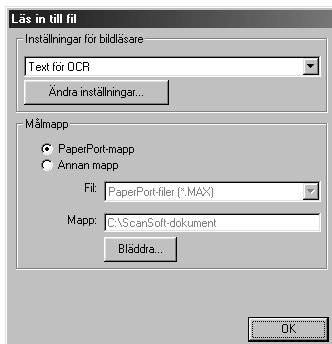 Läs in till fil
Inställningar för bildläsare
Text för OCR
Ändra inställningar...
Målmapp
PaperPort-mapp
Annan mapp
Fil: PaperPort-filer (*.MAX)
Mapp: C:\ScanSoft-dokument
Bläddra...
OK